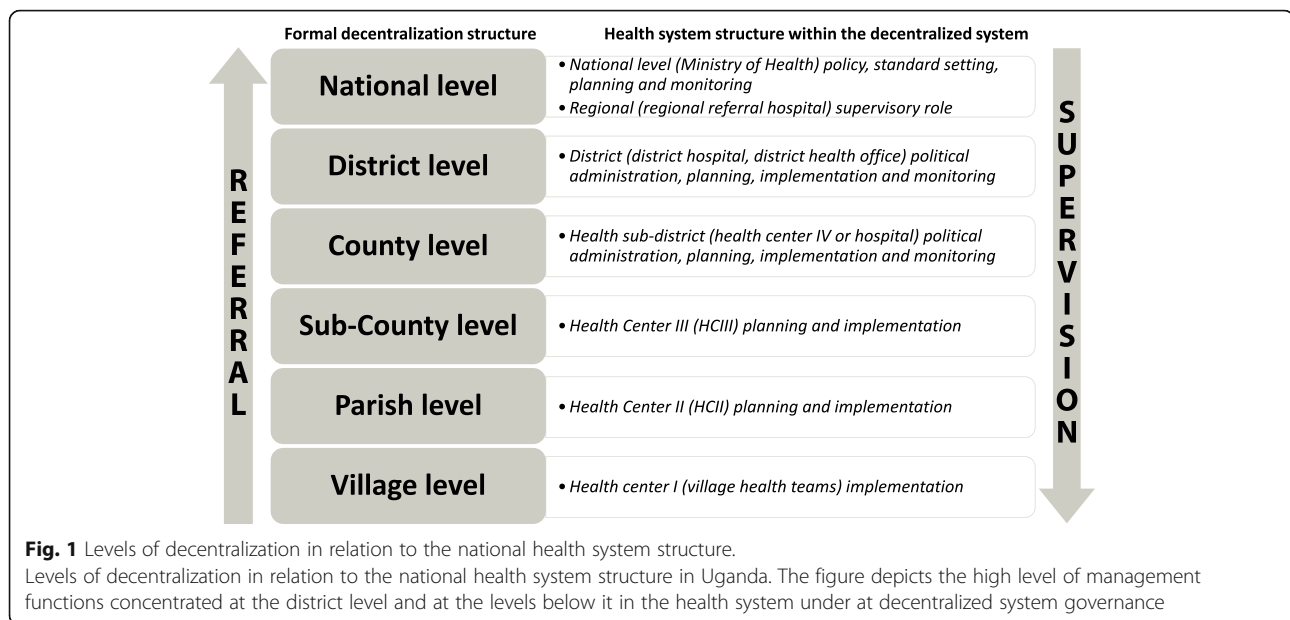 Formal decentralization structure
Health system structure within the decentralized system
REFERRAL
National level
• National level (Ministry of Health) policy, standard setting,
planning and monitoring
• Regional (regional referral hospital) supervisory role
District level
• District (district hospital, district health office) political
administration, planning, implementation and monitoring
County level
• Health sub-district (health center IV or hospital) political
administration, planning, implementation and monitoring
Sub-County level
• Health Center III (HCIII) planning and implementation
Parish level
• Health Center II (HCII) planning and implementation
Village level
• Health center I (village health teams) implementation
SUPERVISION
Fig. 1 Levels of decentralization in relation to the national health system structure.
Levels of decentralization in relation to the national health system structure in Uganda. The figure depicts the high level of management
functions concentrated at the district level and at the levels below it in the health system under at decentralized system governance